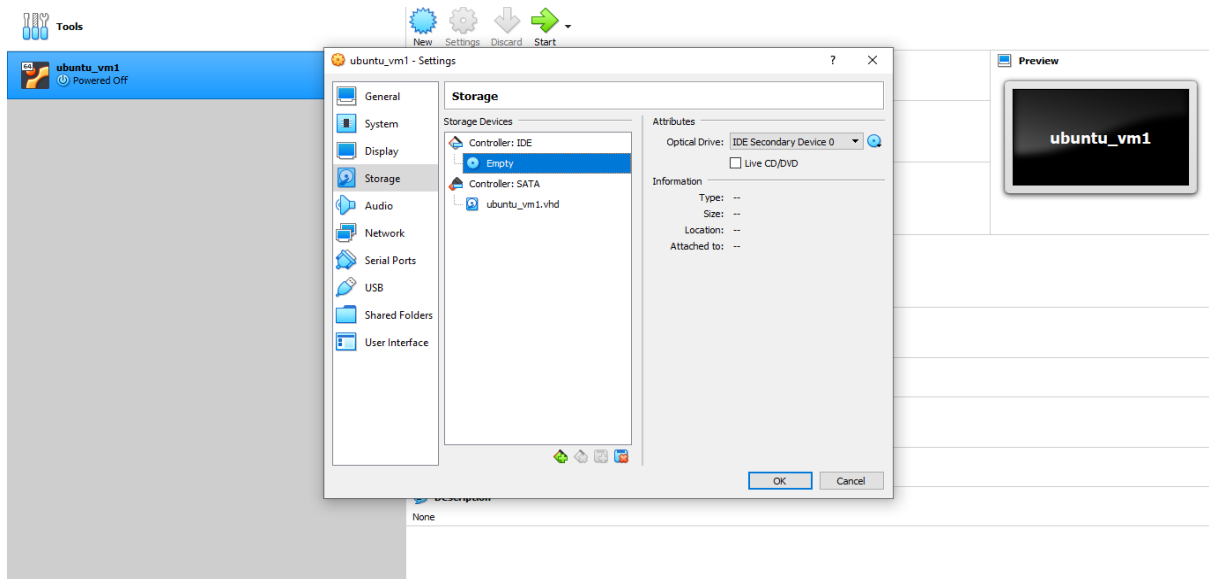 Tools
New Settings Discard Start
64
ubuntu_vm1
Powered Off
ubuntu_vm1 - Settings
?
General
System
Display
Storage
Audio
Network
Serial Ports
USB
Shared Folders
User Interface
Storage
Storage Devices
Controller: IDE
Empty
Controller: SATA
ubuntu_vm1.vhd
Attributes
Optical Drive: IDE Secondary Device 0
Live CD/DVD
Information
Type: --
Size: --
Location: --
Attached to: --
OK Cancel
Preview
ubuntu_vm1
Description
None